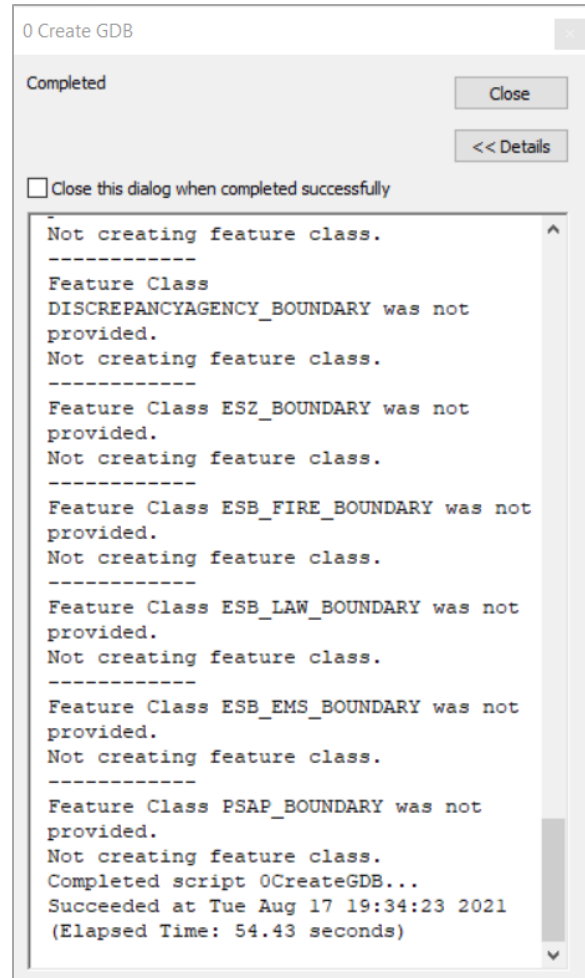 0 Create GDB
Completed
Close
<< Details
Close this dialog when completed successfully
Not creating feature class.
------------
Feature Class
DISCREPANCYAGENCY_BOUNDARY was not
provided.
Not creating feature class.
------------
Feature Class ESZ_BOUNDARY was not
provided.
Not creating feature class.
------------
Feature Class ESB_FIRE_BOUNDARY was not
provided.
Not creating feature class.
------------
Feature Class ESB_LAW_BOUNDARY was not
provided.
Not creating feature class.
------------
Feature Class ESB_EMS_BOUNDARY was not
provided.
Not creating feature class.
------------
Feature Class PSAP_BOUNDARY was not
provided.
Not creating feature class.
Completed script 0CreateGDB...
Succeeded at Tue Aug 17 19:34:23 2021
(Elapsed Time: 54.43 seconds)